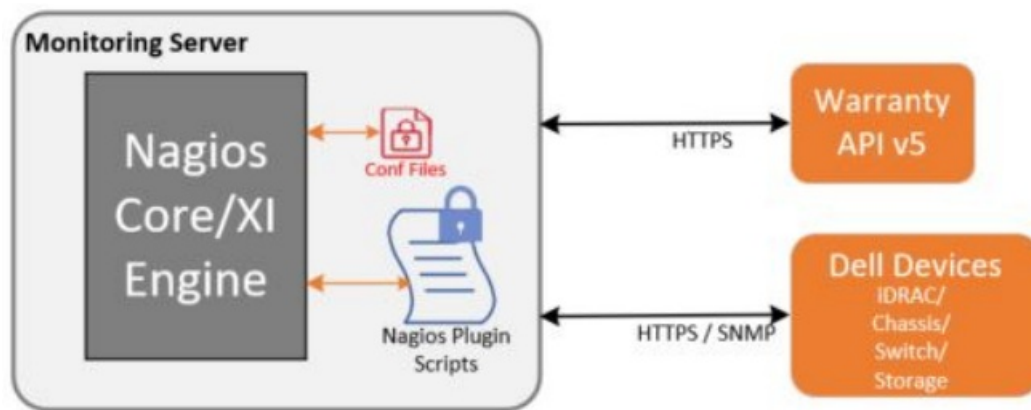 Monitoring Server
Nagios
Core/XI
Engine
Conf Files
Nagios Plugin
Scripts
HTTPS
HTTPS / SNMP
Warranty
API v5
Dell Devices
IDRAC/
Chassis/
Switch/
Storage